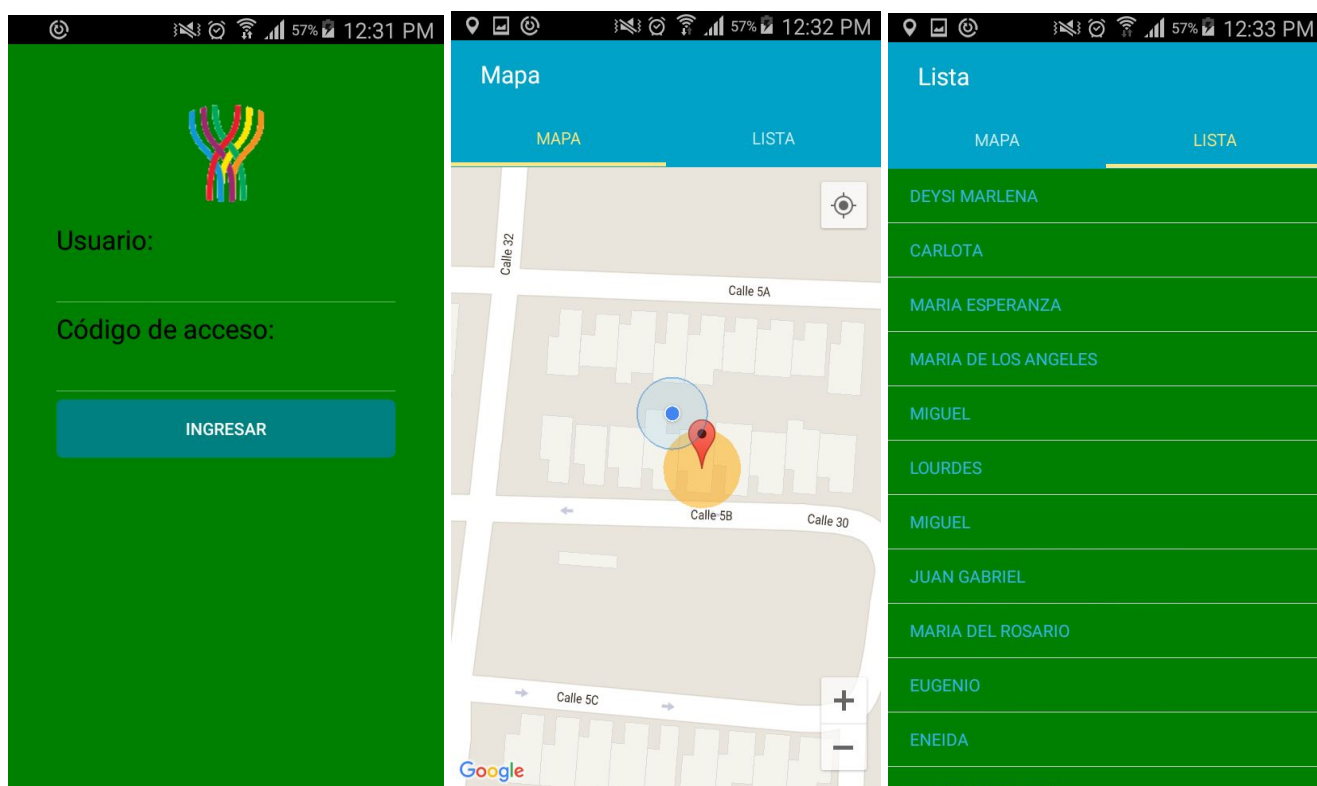 57% 12:31 PM
Usuario:
Código de acceso:
INGRESAR
57% 12:32 PM
Mapa
MAPA LISTA
Calle 32
Calle 5A
Calle 5B
Calle 30
Calle 5C
Google
57% 12:33 PM
Lista
MAPA LISTA
DEYSI MARLENA
CARLOTA
MARIA ESPERANZA
MARIA DE LOS ANGELES
MIGUEL
LOURDES
MIGUEL
JUAN GABRIEL
MARIA DEL ROSARIO
EUGENIO
ENEIDA